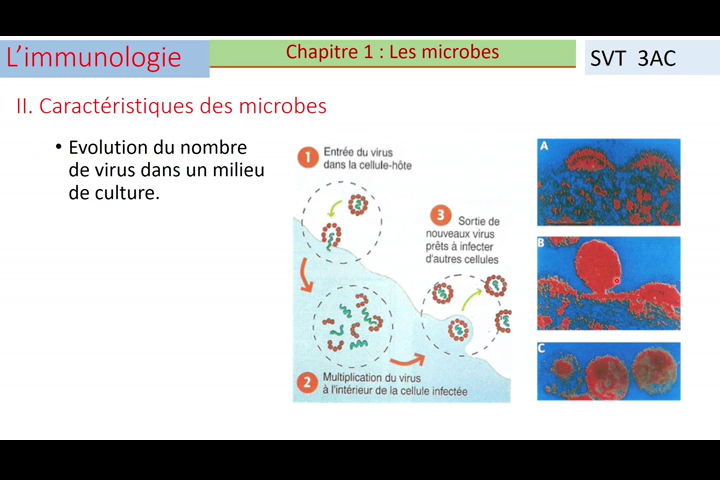 L’immunologie
Chapitre 1 : Les microbes
SVT 3AC
II. Caractéristiques des microbes
• Evolution du nombre
de virus dans un milieu
de culture.
1 Entrée du virus
dans la cellule-hôte
3 Sortie de
nouveaux virus
prêts à infecter
d'autres cellules
2 Multiplication du virus
à l'intérieur de la cellule infectée
A
B
C